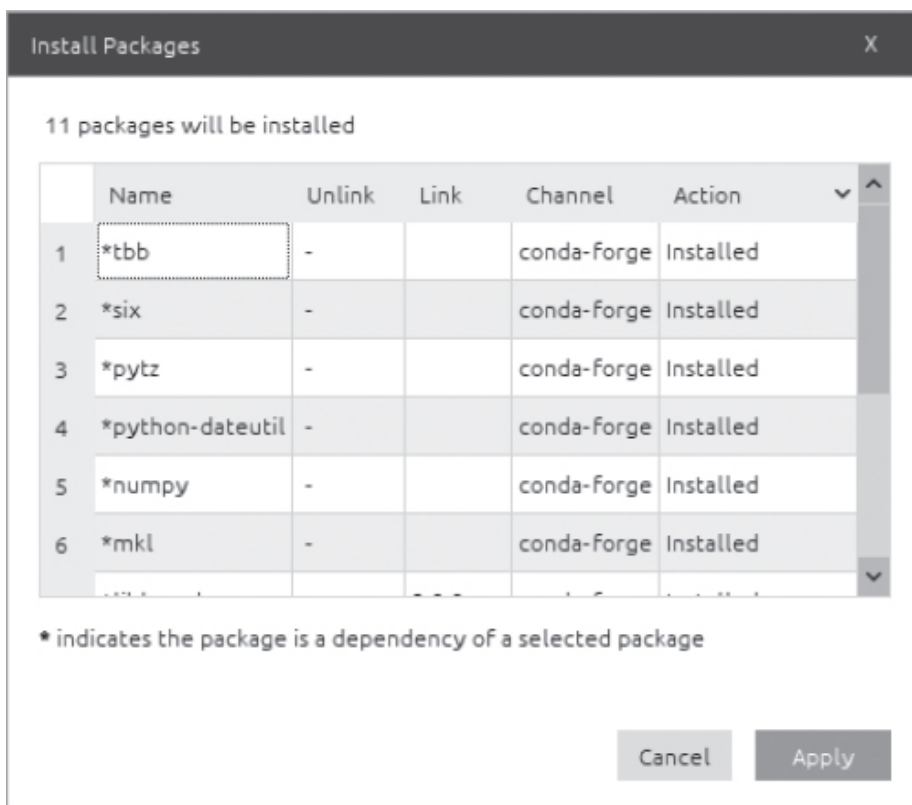 Install Packages X
11 packages will be installed
Name Unlink Link Channel Action
1 *tbb - conda-forge Installed
2 *six - conda-forge Installed
3 *pytz - conda-forge Installed
4 *python-dateutil - conda-forge Installed
5 *numpy - conda-forge Installed
6 *mkl - conda-forge Installed
* indicates the package is a dependency of a selected package
Cancel Apply